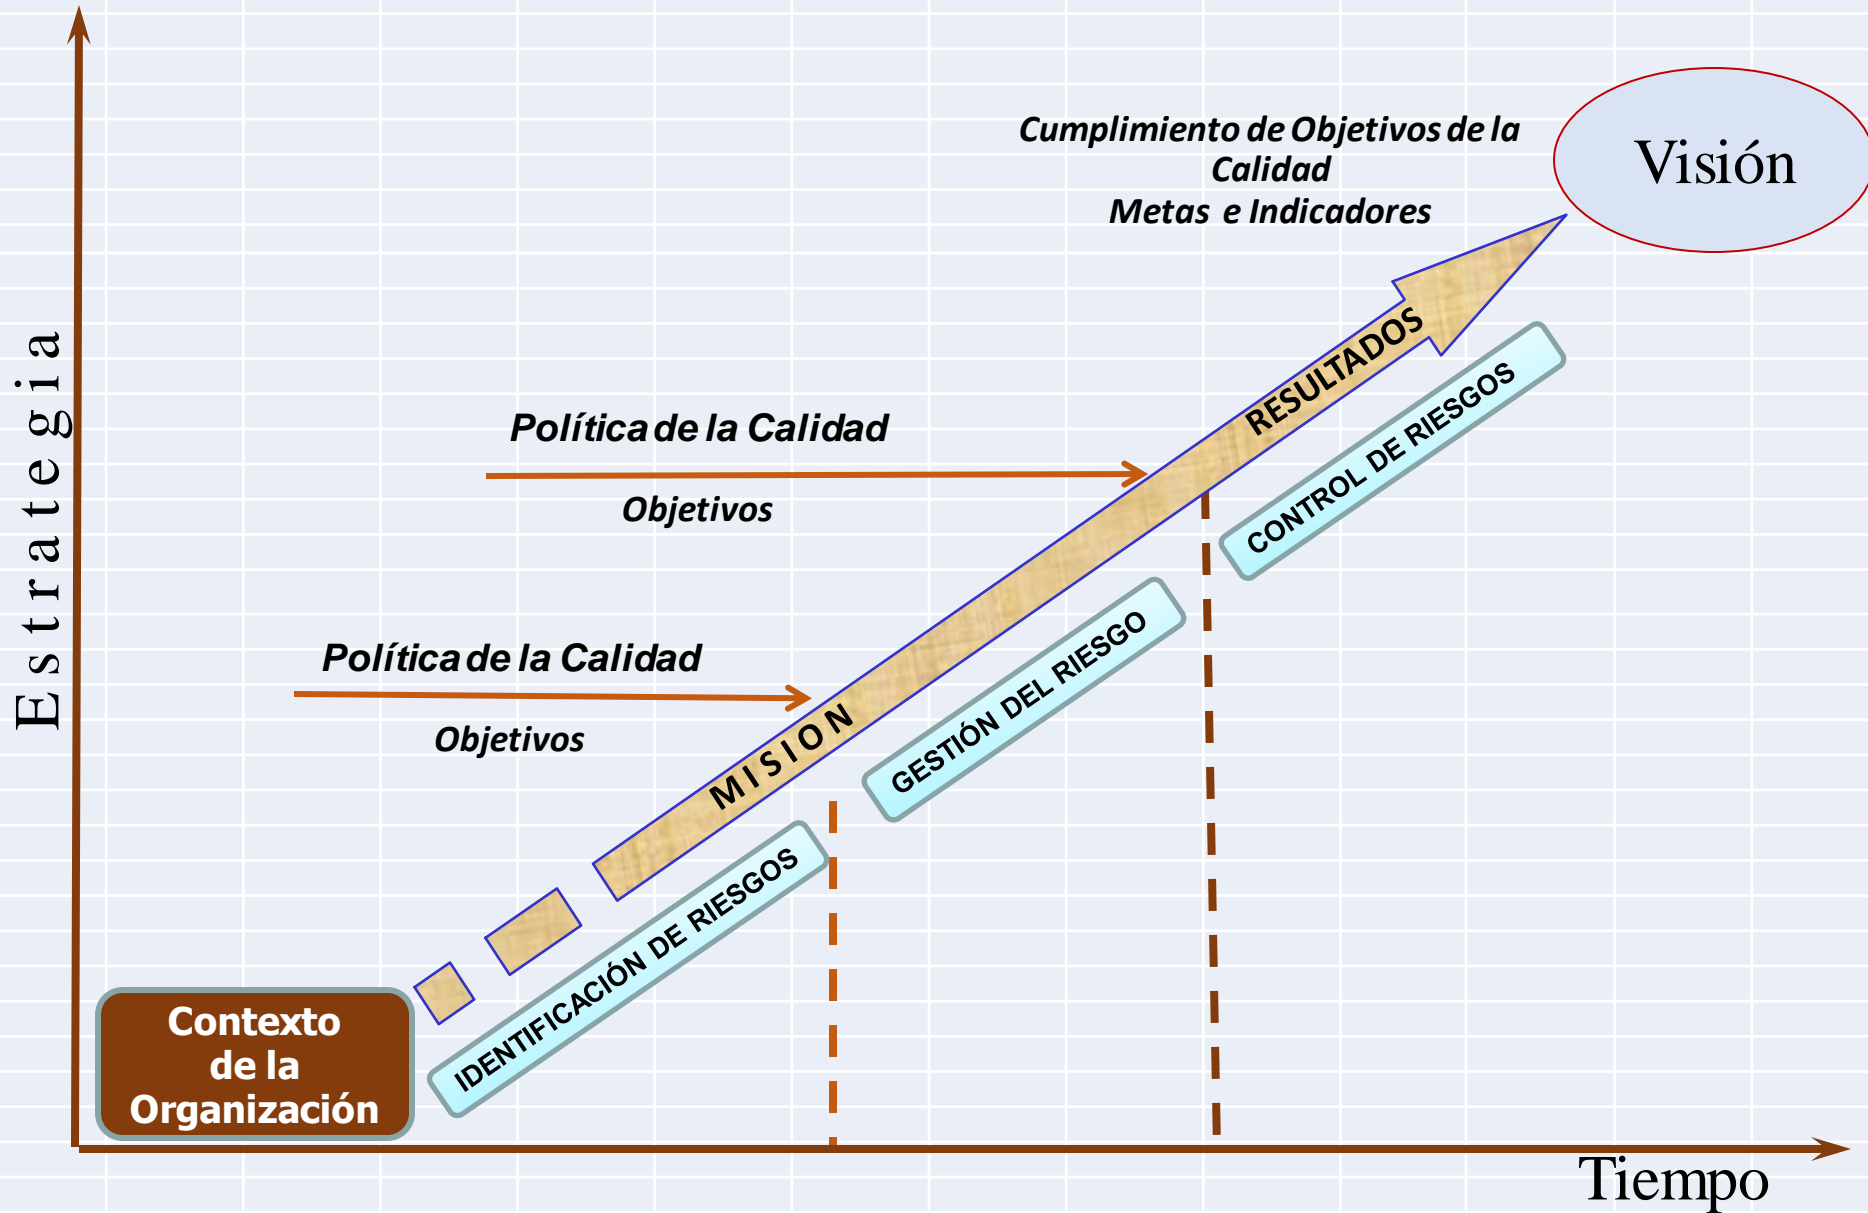 Cumplimiento de Objetivos de la
Calidad
Metas e Indicadores
Visión
Estrategia
RESULTADOS
CONTROL DE RIESGOS
Política de la Calidad
Objetivos
GESTIÓN DEL RIESGO
Política de la Calidad
Objetivos
MISION
IDENTIFICACIÓN DE RIESGOS
Contexto
de la
Organización
Tiempo